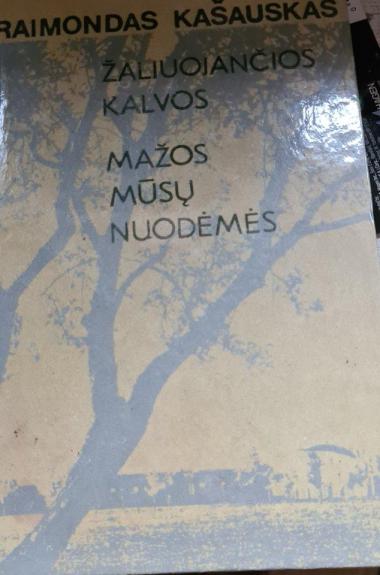 RAIMONDAS KAŠAUSKAS
ŽALIUOJANČIOS
KALVOS
MAŽOS
MŪSŲ
NUODĖMĖS